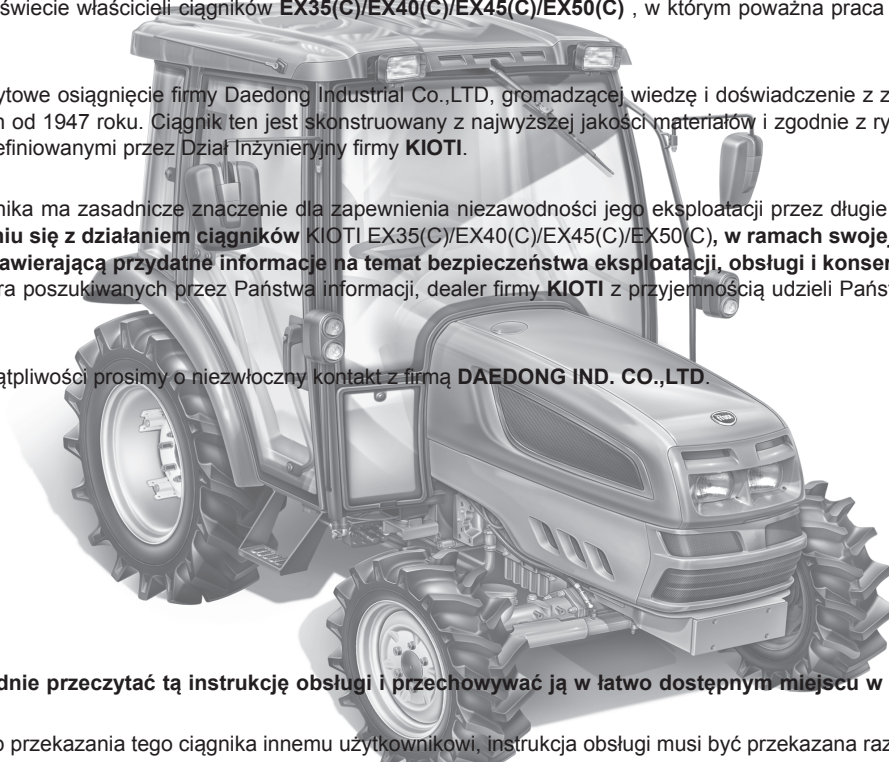 świecie właścicieli ciągników EX35(C)/EX40(C)/EX45(C)/EX50(C) , w którym poważna praca
ytowe osiągnięcie firmy Daedong Industrial Co.,LTD, gromadzącej wiedzę i doświadczenie z z
od 1947 roku. Ciągnik ten jest skonstruowany z najwyższej jakości materiałów i zgodnie z ry
efiniowanymi przez Dział Inżynieryjny firmy KIOTI.
nika ma zasadnicze znaczenie dla zapewnienia niezawodności jego eksploatacji przez długie
niu się z działaniem ciągników KIOTI EX35(C)/EX40(C)/EX45(C)/EX50(C), w ramach swojej
awierającą przydatne informacje na temat bezpieczeństwa eksploatacji, obsługi i konser
ra poszukiwanych przez Państwa informacji, dealer firmy KIOTI z przyjemnością udzieli Państ
ątpliwości prosimy o niezwłoczny kontakt z firmą DAEDONG IND. CO.,LTD.
dnie przeczytać tą instrukcję obsługi i przechowywać ją w łatwo dostępnym miejscu w
o przekazania tego ciągnika innemu użytkownikowi, instrukcja obsługi musi być przekazana raz